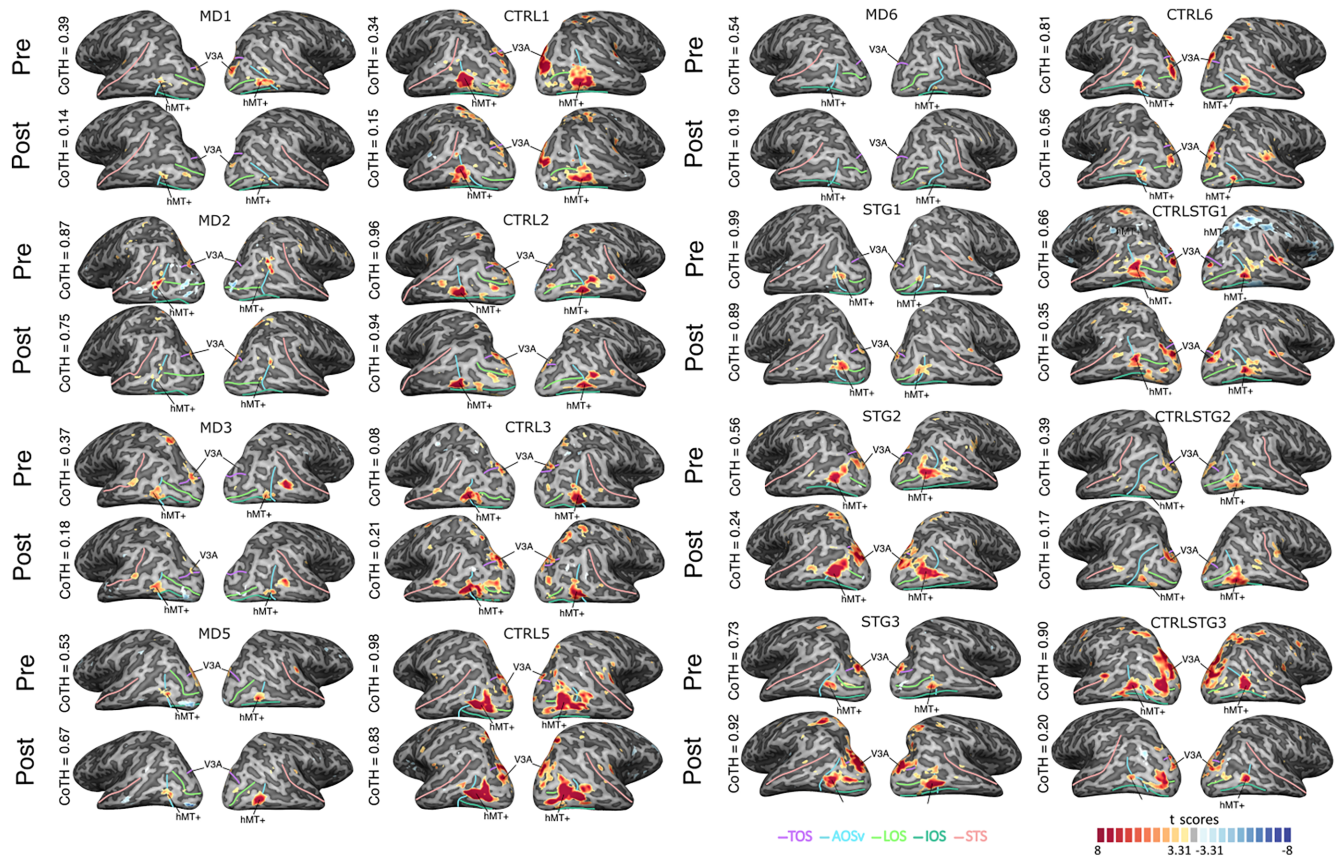 MD1 CTRL1 MD6 CTRL6
Pre CoTH = 0.39 V3A hMT+ CoTH = 0.34 V3A hMT+ CoTH = 0.54 V3A hMT+ CoTH = 0.81 V3A hMT+ hMT+
Post CoTH = 0.14 V3A hMT+ hMT+ CoTH = 0.15 V3A hMT+ hMT+ CoTH = 0.19 V3A hMT+ hMT+ CoTH = 0.56 V3A hMT+ hMT+
MD2 CTRL2 STG1 CTRLSTG1
Pre CoTH = 0.87 V3A hMT+ CoTH = 0.96 V3A hMT+ hMT+ Pre CoTH = 0.99 V3A hMT+ hMT+ CoTH = 0.66 V3A hMT
Post CoTH = 0.75 V3A hMT+ hMT+ CoTH = 0.94 V3A hMT+ hMT+ Post CoTH = 0.89 V3A hMT+ hMT+ CoTH = 0.35 V3A
MD3 CTRL3 STG2 CTRLSTG2
Pre CoTH = 0.37 V3A hMT+ hMT+ CoTH = 0.08 V3A hMT+ hMT+ Pre CoTH = 0.56 V3A hMT+ hMT+ CoTH = 0.39 V3A hMT+ hMT+
Post CoTH = 0.18 V3A hMT+ hMT+ CoTH = 0.21 V3A hMT+ hMT+ Post CoTH = 0.24 V3A hMT+ hMT+ CoTH = 0.17 V3A hMT+ hMT+
MD5 CTRL5 STG3 CTRLSTG3
Pre CoTH = 0.53 V3A hMT+ hMT+ CoTH = 0.98 V3A hMT+ hMT+ Pre CoTH = 0.73 V3A hMT+ hMT+ CoTH = 0.90 V3A hMT+ hMT+
Post CoTH = 0.67 V3A hMT+ hMT+ CoTH = 0.83 V3A hMT+ hMT+ Post CoTH = 0.92 V3A hMT+ CoTH = 0.20 V3A hMT+
TOS AOSv LOS IOS STS
t scores
8 3.31 -3.31 -8